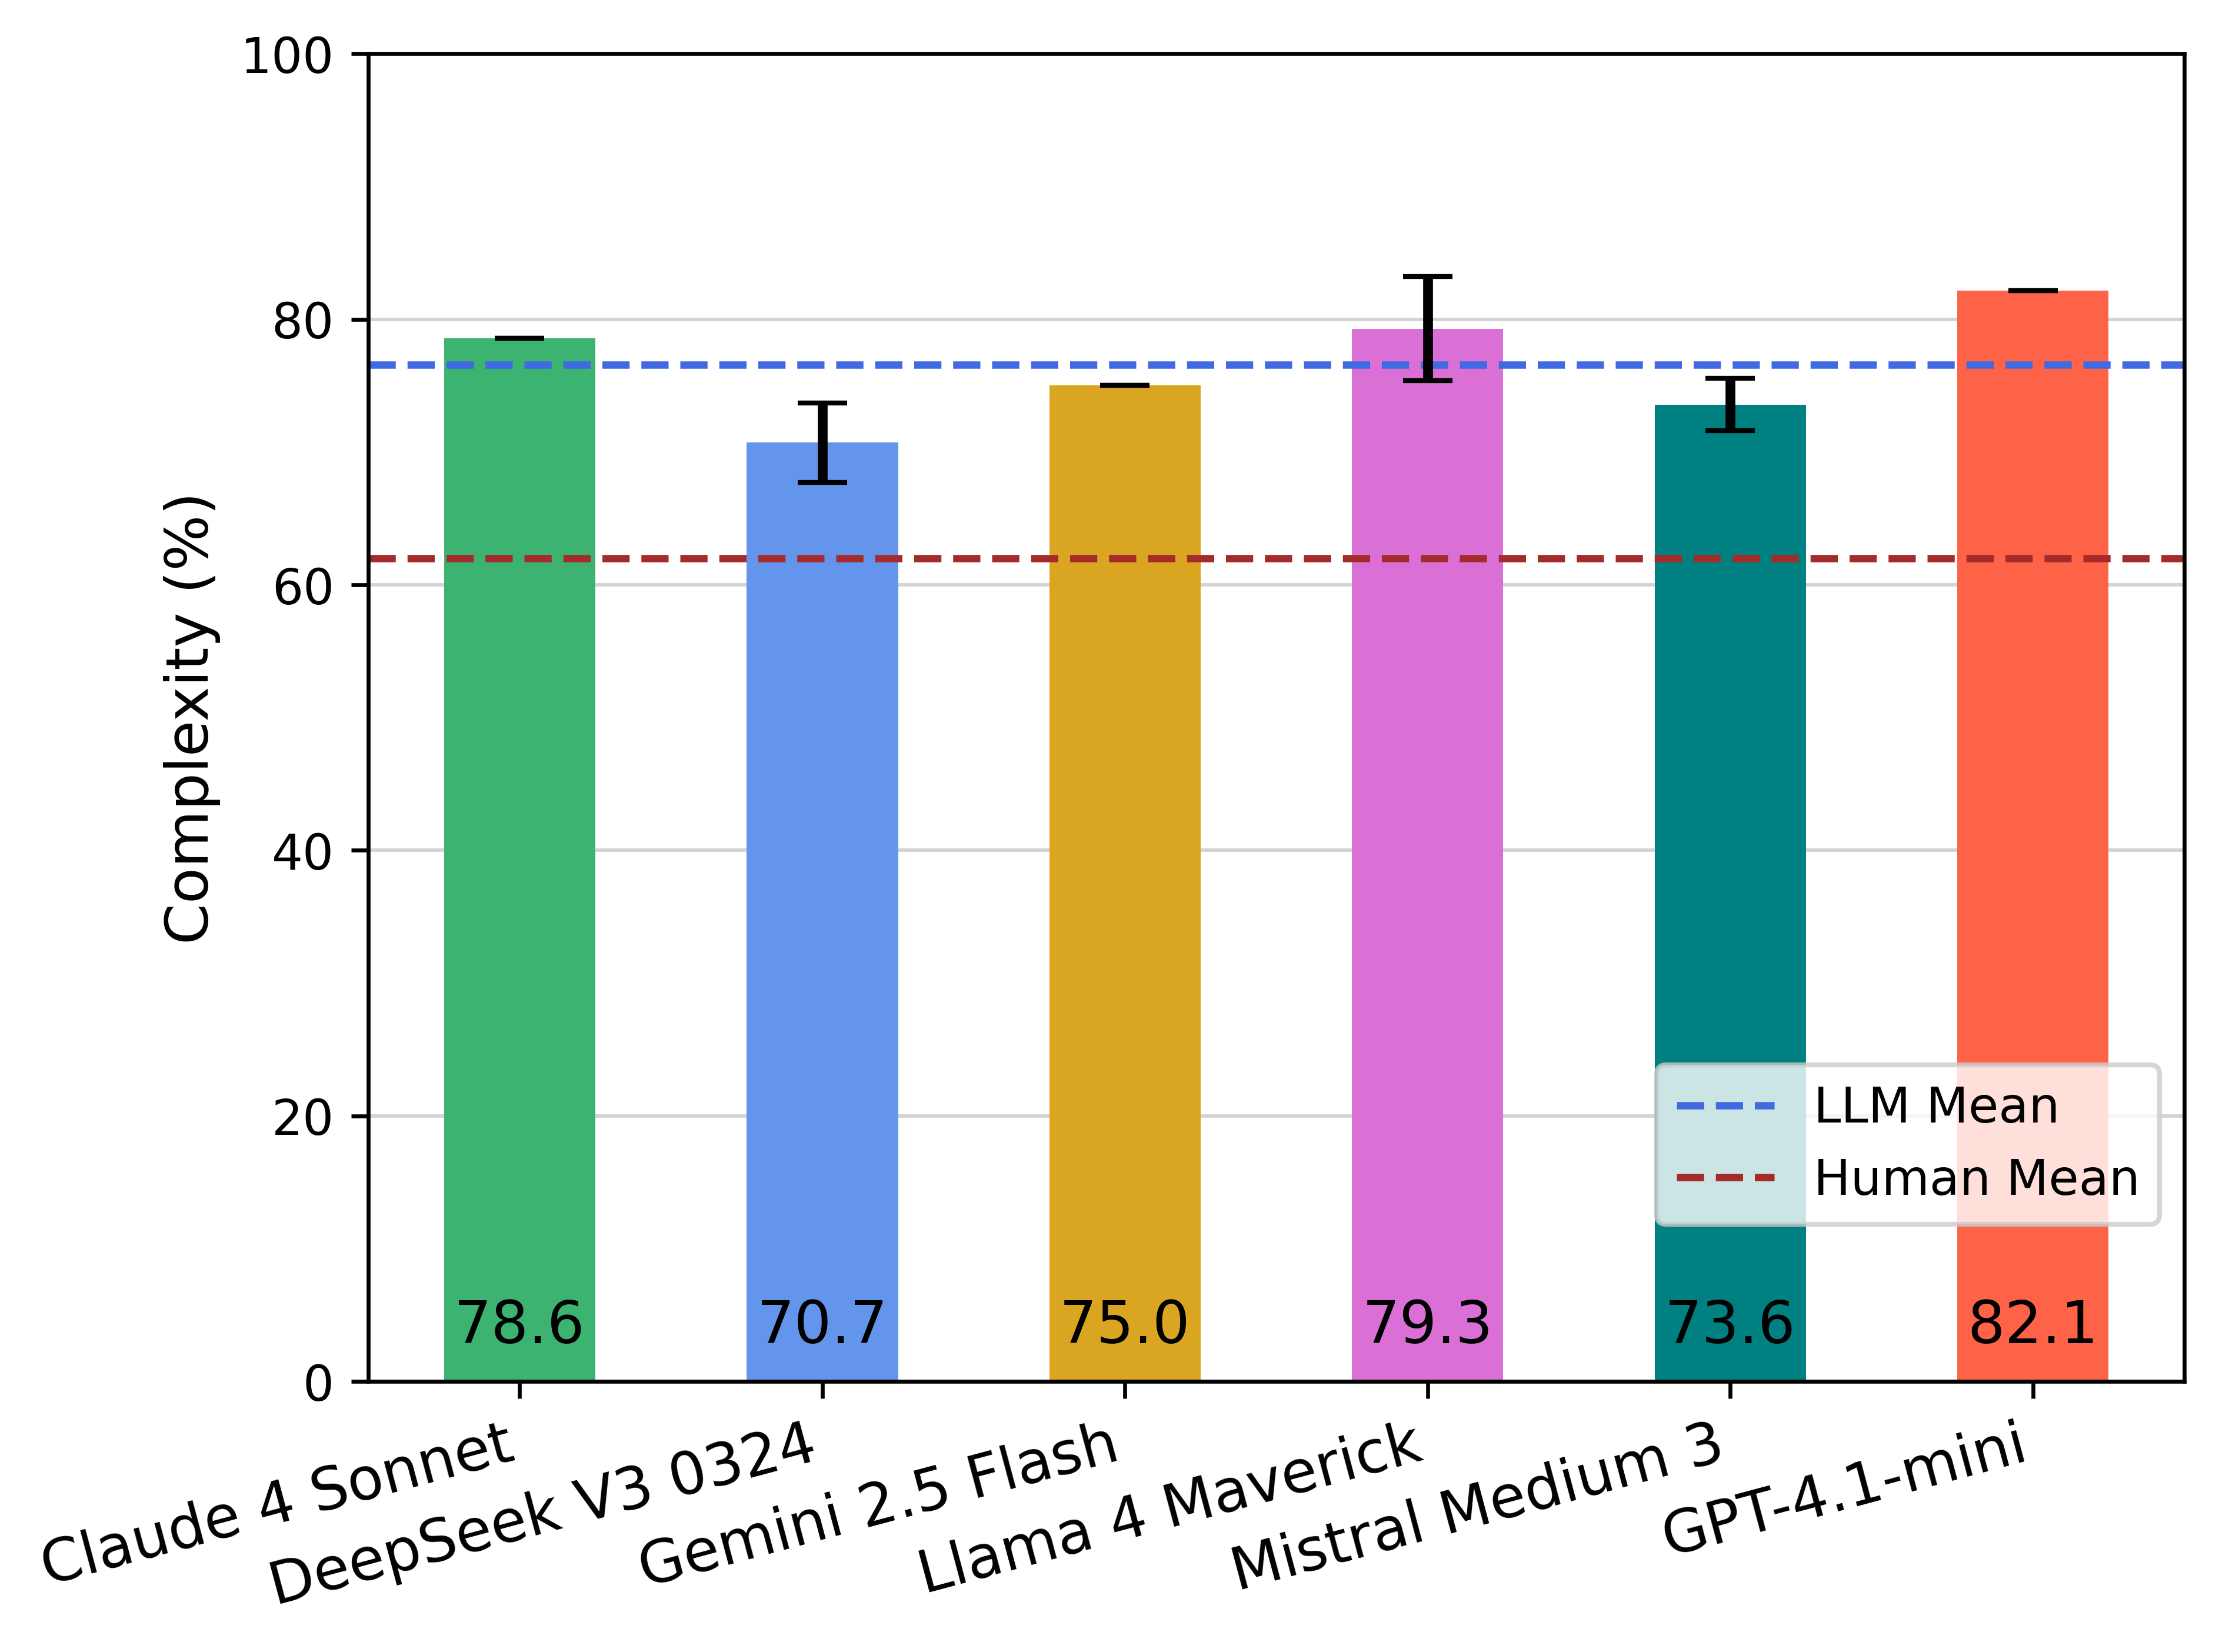 Complexity (%)
100
80
60
40
20
0
78.6
70.7
75.0
79.3
73.6
82.1
LLM Mean
Human Mean
Claude 4 Sonnet
DeepSeek V3 0324
Gemini 2.5 Flash
Llama 4 Maverick
Mistral Medium 3
GPT-4.1-mini